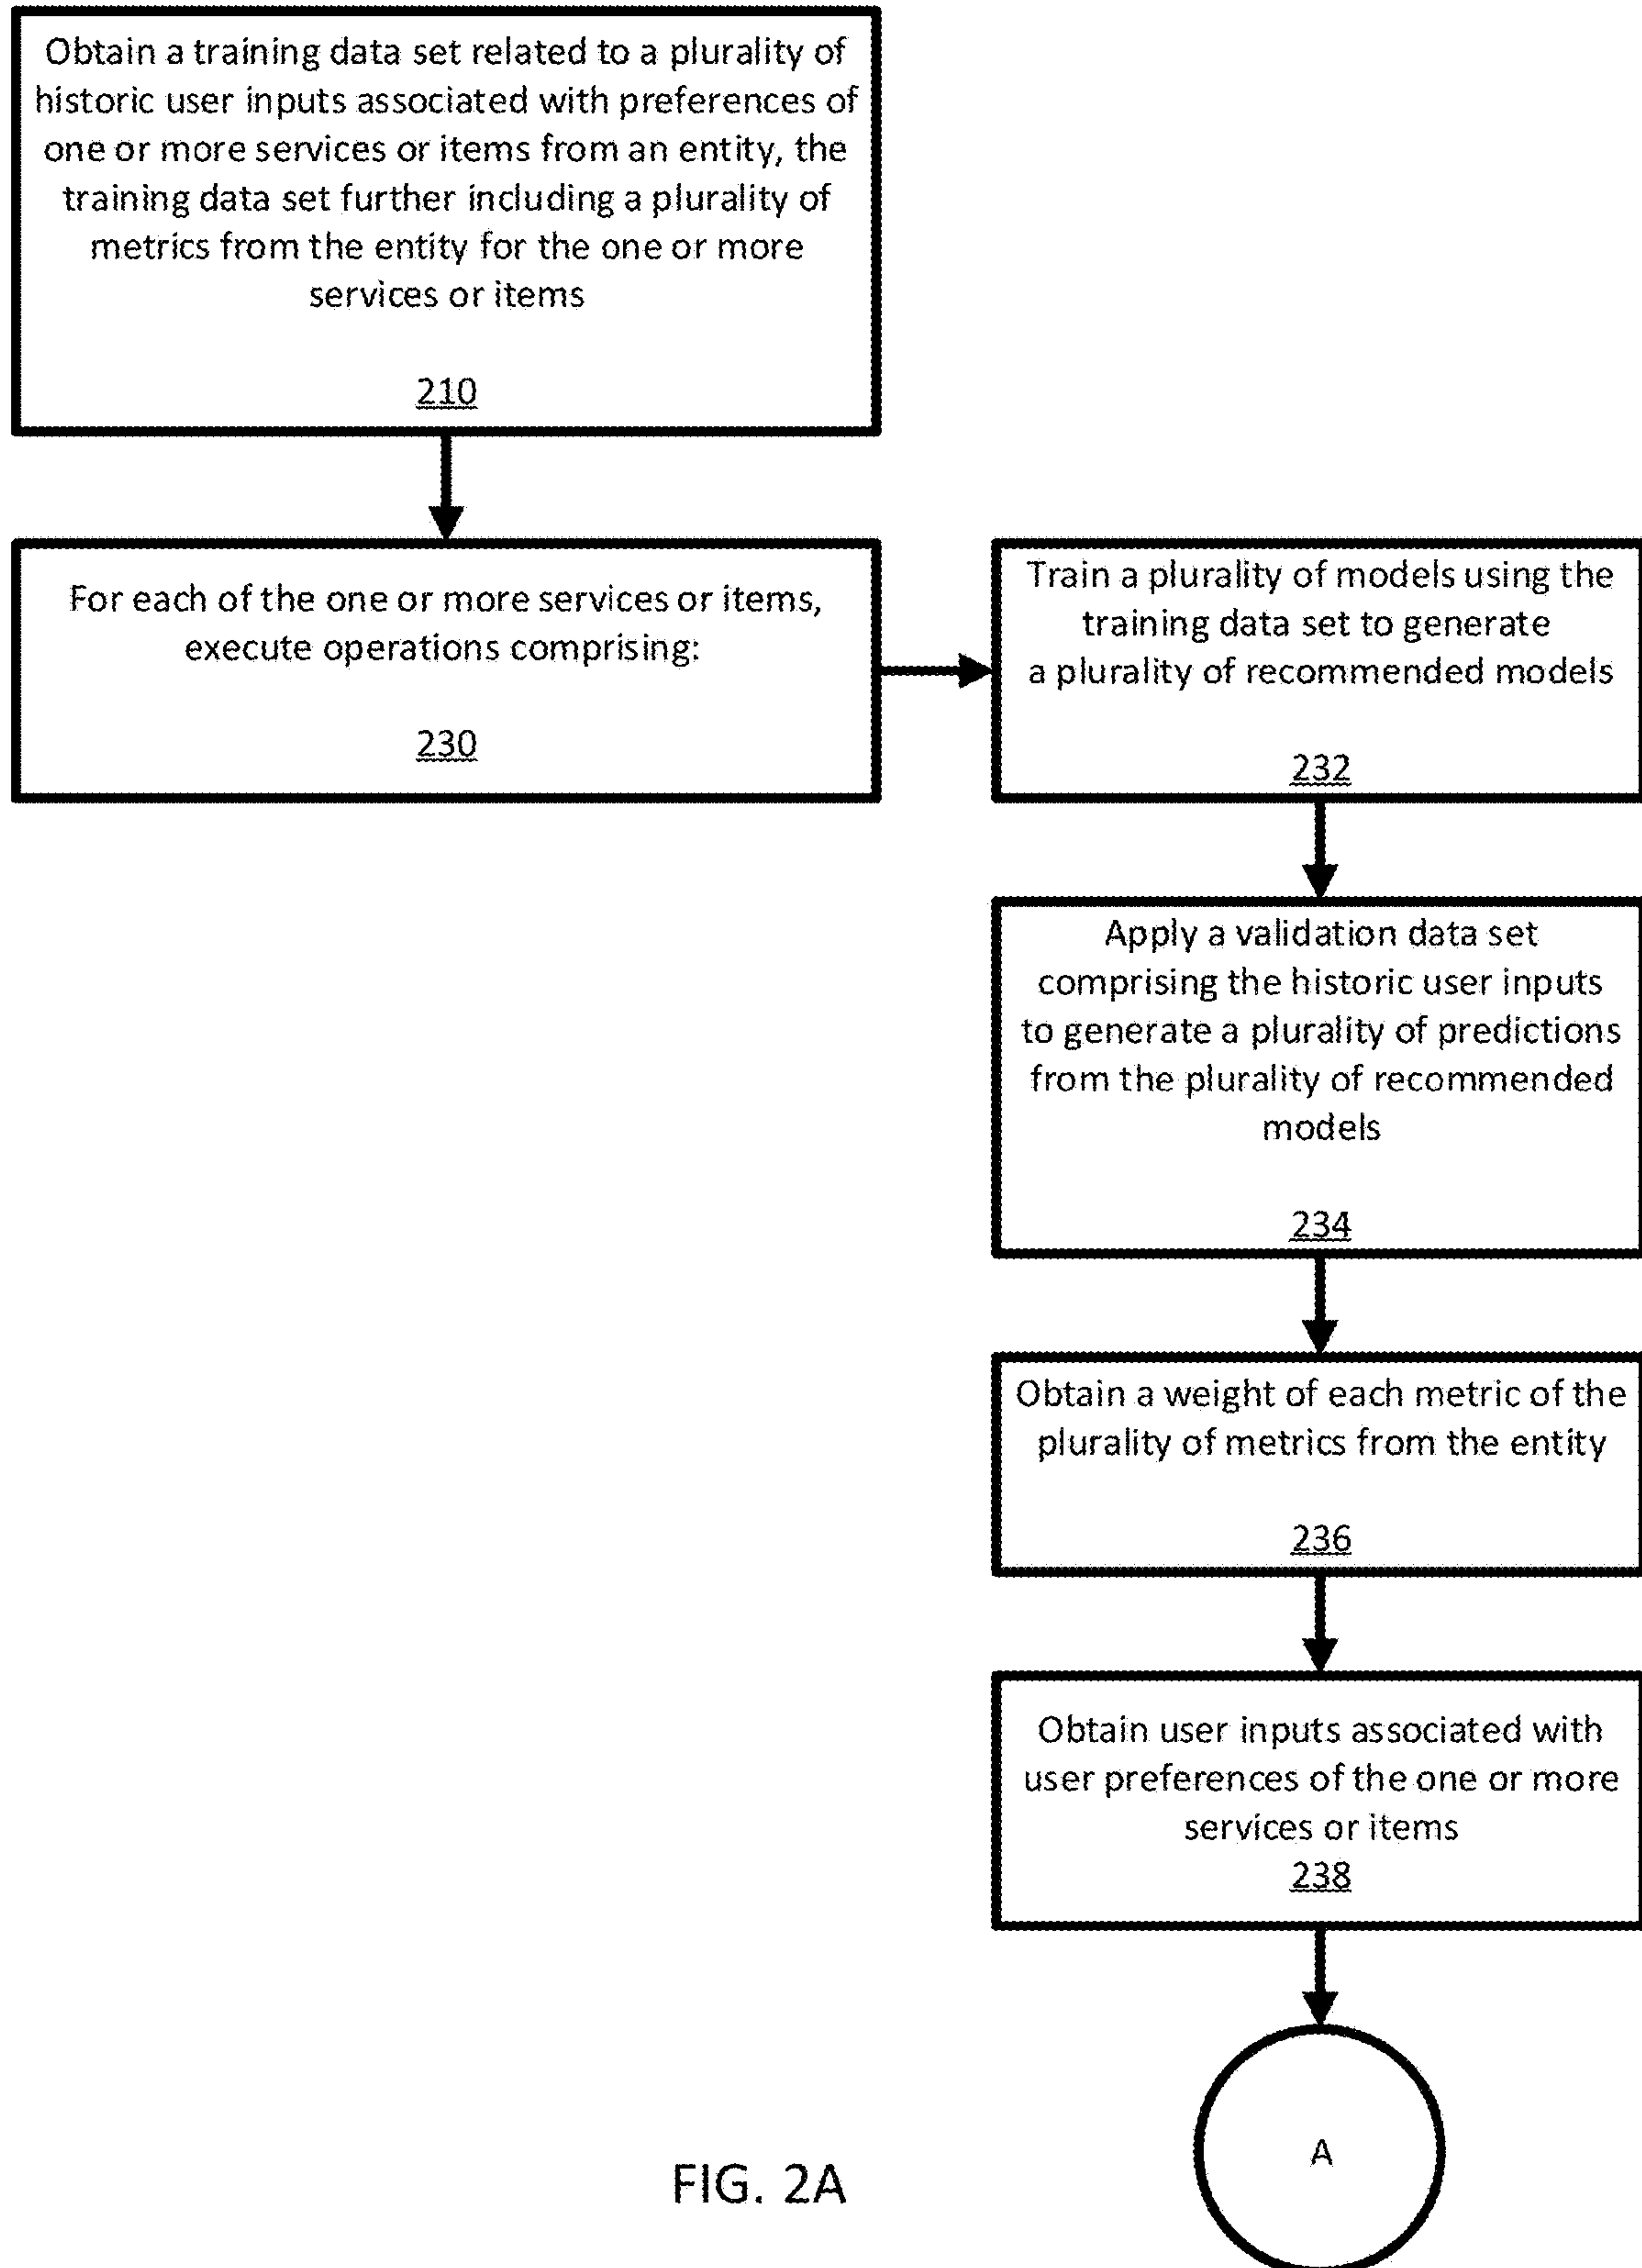 Obtain a training data set related to a plurality of
historic user inputs associated with preferences of
one or more services or items from an entity, the
training data set further including a plurality of
metrics from the entity for the one or more
services or items
210
For each of the one or more services or items,
execute operations comprising:
230
Train a plurality of models using the
training data set to generate
a plurality of recommended models
232
Apply a validation data set
comprising the historic user inputs
to generate a plurality of predictions
from the plurality of recommended
models
234
Obtain a weight of each metric of the
plurality of metrics from the entity
236
Obtain user inputs associated with
user preferences of the one or more
services or items
238
A
FIG. 2A